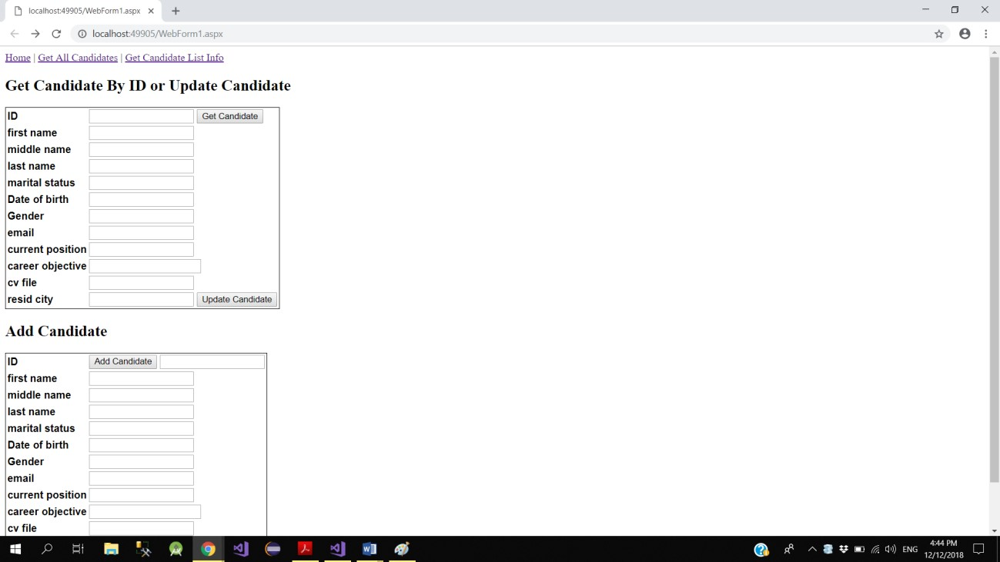 localhost:49905/WebForm1.aspx
localhost:49905/WebForm1.aspx
Home | Get All Candidates | Get Candidate List Info
Get Candidate By ID or Update Candidate
ID Get Candidate
first name
middle name
last name
marital status
Date of birth
Gender
email
current position
career objective
cv file
resid city Update Candidate
Add Candidate
ID Add Candidate
first name
middle name
last name
marital status
Date of birth
Gender
email
current position
career objective
cv file
ENG
4:44 PM
12/12/2018